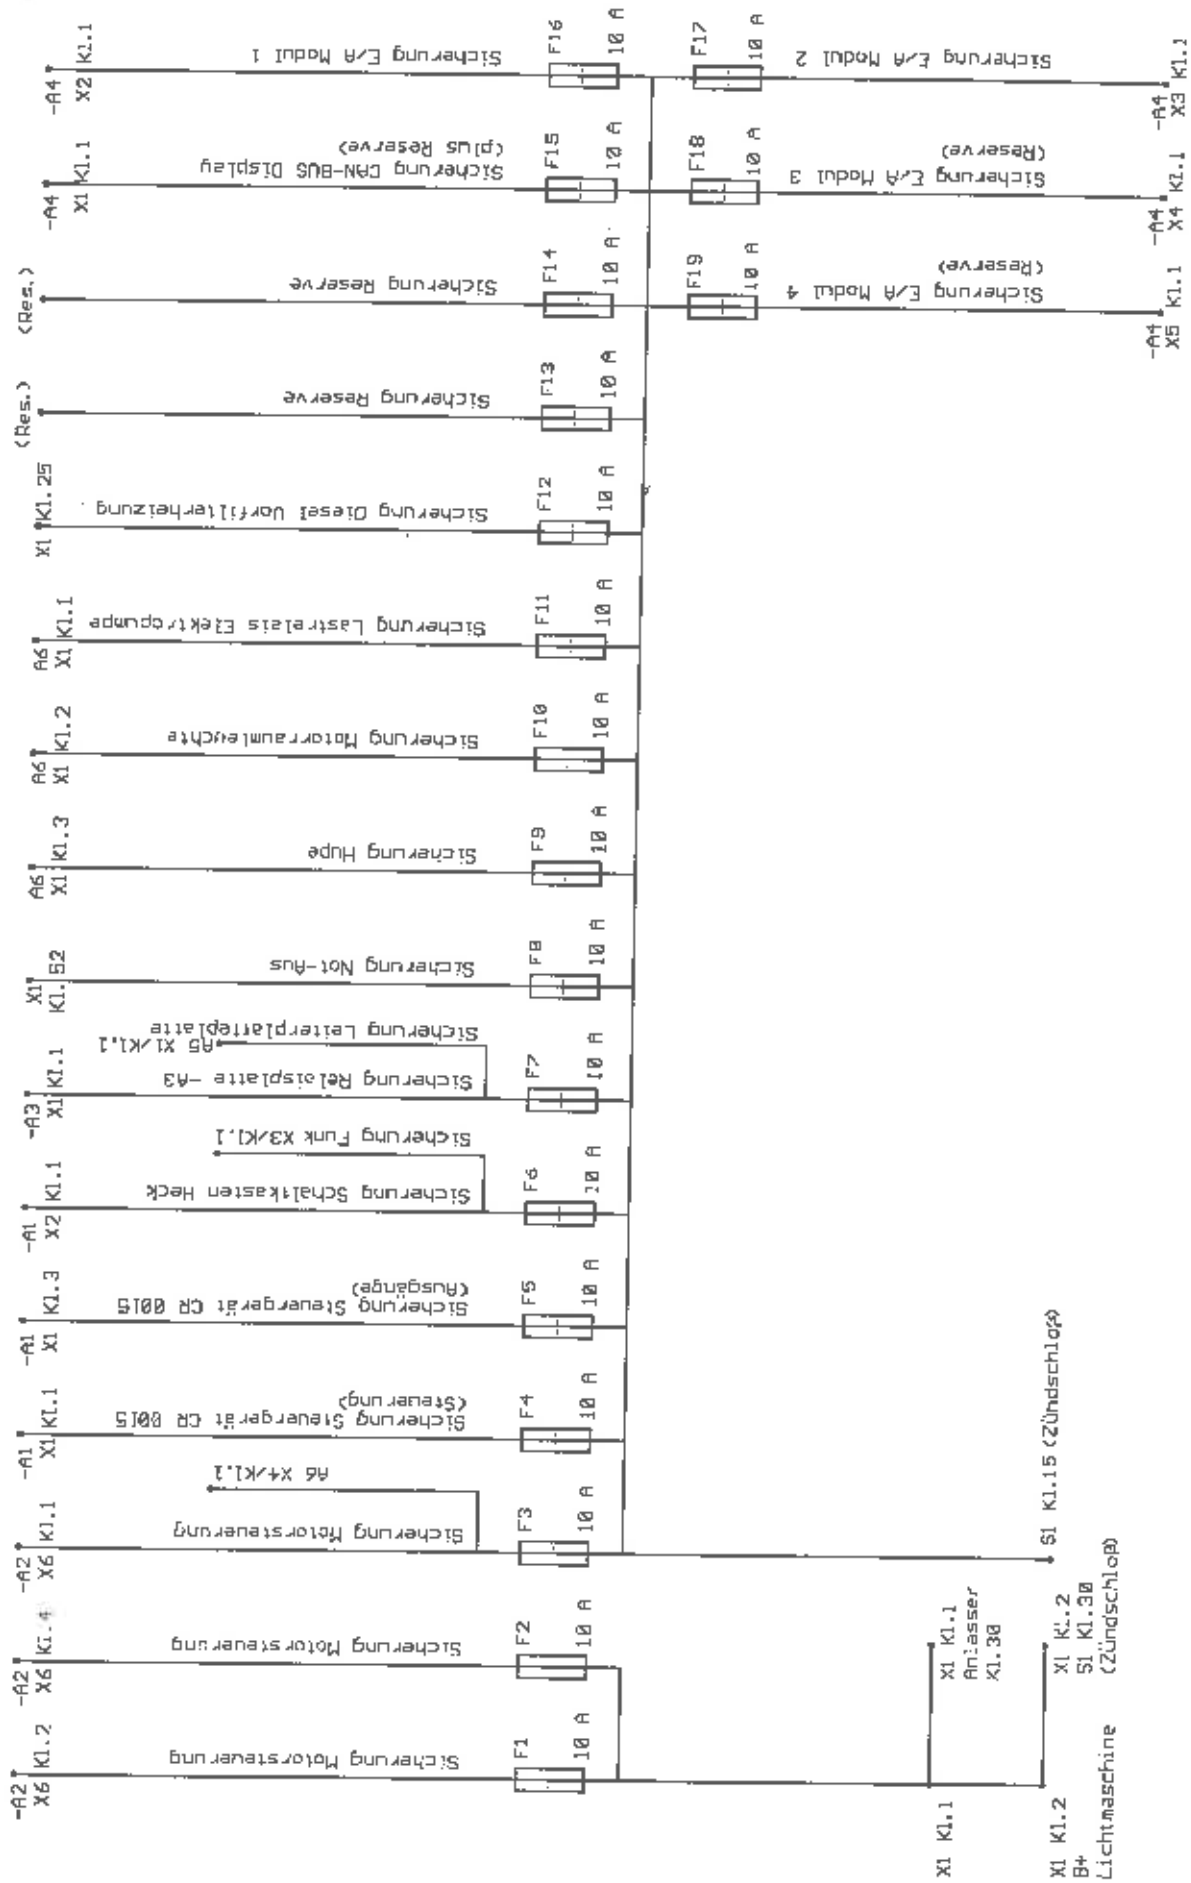 -A2
X6 Kl.2
Sicherung Motorsteuerung
F1
10 A
-A2
X6 Kl.4
Sicherung Motorsteuerung
F2
10 A
-A2
X6 Kl.1
Sicherung Motorsteuerung
A6 X4/Kl.1
F3
10 A
-A1
X1 Kl.1
Sicherung Steuergerät CR 0015
(Steuerung)
F4
10 A
-A1
X1 Kl.3
Sicherung Steuergerät CR 0015
(Ausgänge)
F5
10 A
-A1
X2 Kl.1
Sicherung Schaltkasten Heck
Sicherung Funk X3/Kl.1
F6
10 A
-A3
X1 Kl.1
Sicherung Relaisplatte -A3
A5 X1/Kl.1
Sicherung Leiterplatteplatte
F7
10 A
X1
Kl.52
Sicherung Not-Aus
F8
10 A
A6
X1 Kl.3
Sicherung Hupe
F9
10 A
A6
X1 Kl.2
Sicherung Motorraumleuchte
F10
10 A
A6
X1 Kl.1
Sicherung Lastrelais Elektropumpe
F11
10 A
X1 Kl.25
Sicherung Diesel Vorfilterheizung
F12
10 A
(Res.)
Sicherung Reserve
F13
10 A
(Res.)
Sicherung Reserve
F14
10 A
-A4
X1 Kl.1
Sicherung CAN-BUS Display
(plus Reserve)
F15
10 A
-A4
X2 Kl.1
Sicherung E/A Modul 1
F16
10 A
F17
10 A
Sicherung E/A Modul 2
-A4
X3 Kl.1
F18
10 A
Sicherung E/A Modul 3
(Reserve)
-A4
X4 Kl.1
F19
10 A
Sicherung E/A Modul 4
(Reserve)
-A4
X5 Kl.1
X1 Kl.1
X1 Kl.1
Anlasser
Kl.30
X1 Kl.2
B+
Lichtmaschine
X1 Kl.2
S1 Kl.30
(Zündschloß)
S1 Kl.15 (Zündschloß)